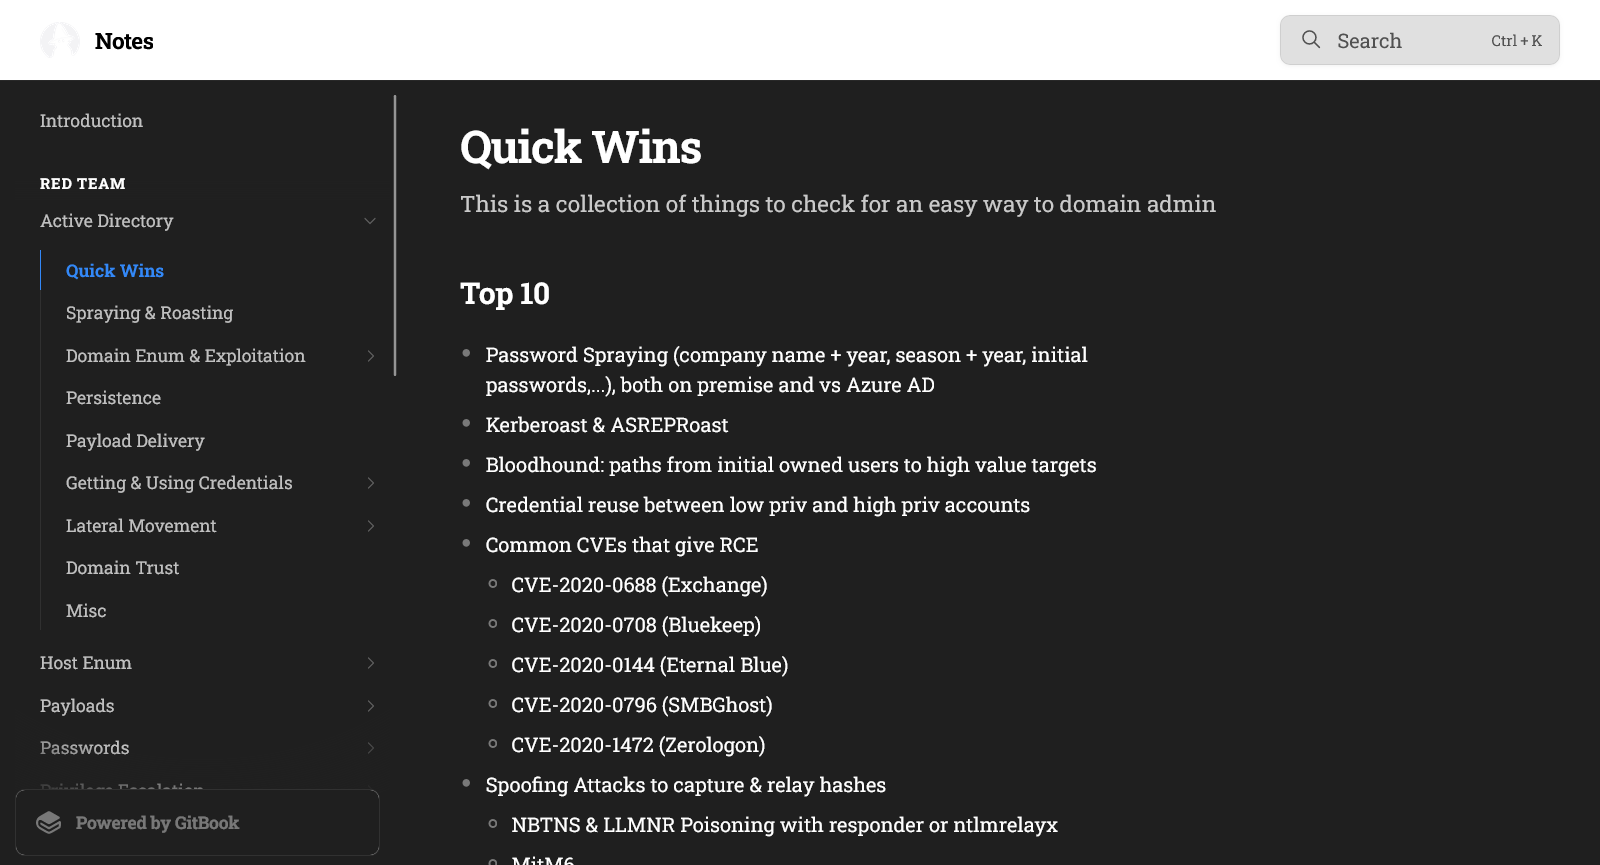 Notes
Search
Ctrl + K
Introduction
RED TEAM
Active Directory
Quick Wins
Spraying & Roasting
Domain Enum & Exploitation
Persistence
Payload Delivery
Getting & Using Credentials
Lateral Movement
Domain Trust
Misc
Host Enum
Payloads
Passwords
Privilege Escalation
Powered by GitBook
Quick Wins
This is a collection of things to check for an easy way to domain admin
Top 10
Password Spraying (company name + year, season + year, initial
passwords,...), both on premise and vs Azure AD
Kerberoast & ASREPRoast
Bloodhound: paths from initial owned users to high value targets
Credential reuse between low priv and high priv accounts
Common CVEs that give RCE
CVE-2020-0688 (Exchange)
CVE-2020-0708 (Bluekeep)
CVE-2020-0144 (Eternal Blue)
CVE-2020-0796 (SMBGhost)
CVE-2020-1472 (Zerologon)
Spoofing Attacks to capture & relay hashes
NBTNS & LLMNR Poisoning with responder or ntlmrelayx
MitM6